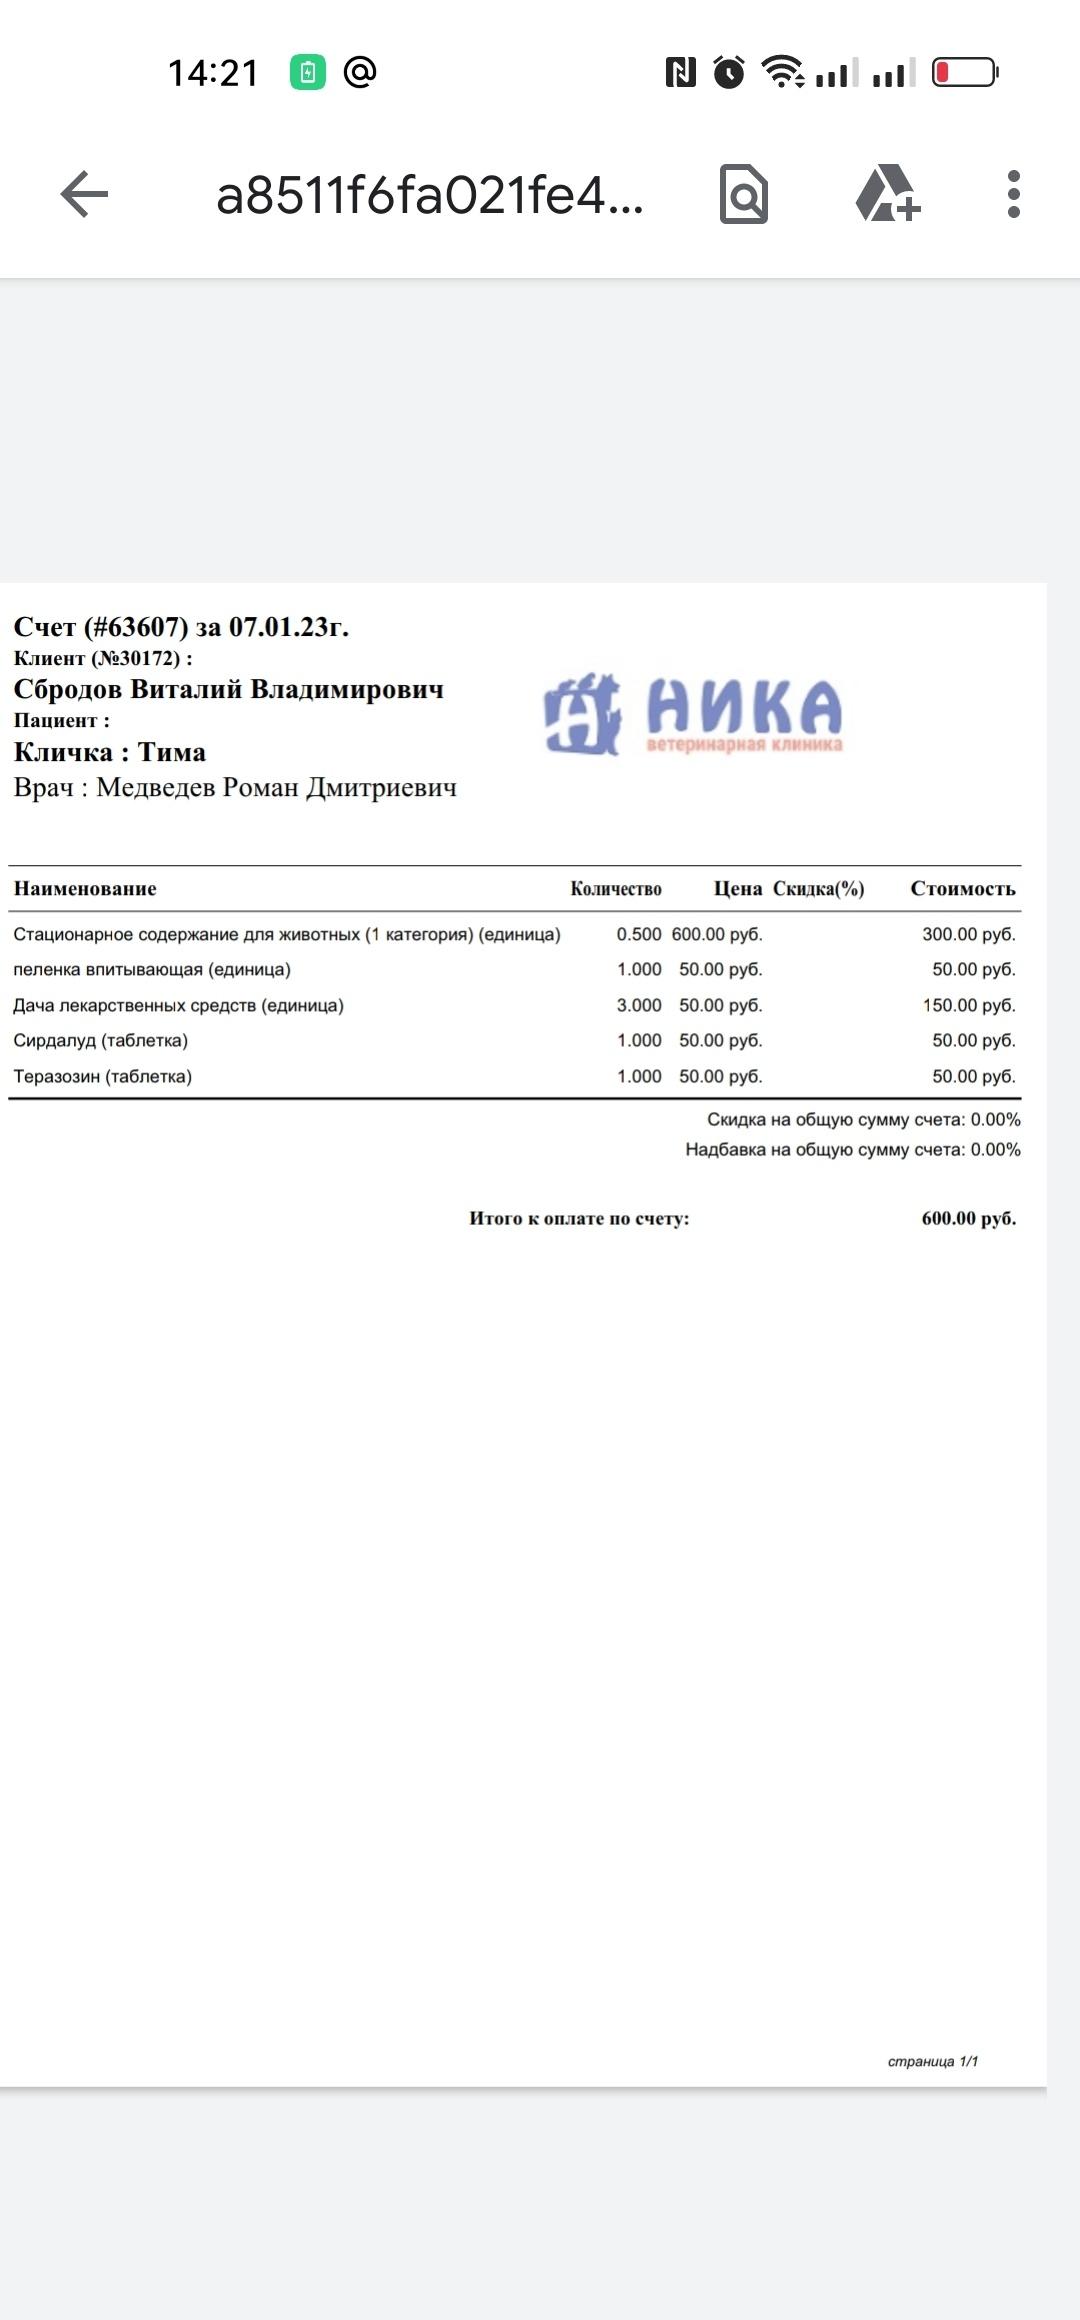 14:21
a8511f6fa021fe4...
Счет (#63607) за 07.01.23г.
Клиент (№30172) :
Сбродов Виталий Владимирович
Пациент :
Кличка : Тима
Врач : Медведев Роман Дмитриевич
НИКА
ветеринарная клиника
Наименование Количество Цена Скидка(%) Стоимость
Стационарное содержание для животных (1 категория) (единица) 0.500 600.00 руб. 300.00 руб.
пеленка впитывающая (единица) 1.000 50.00 руб. 50.00 руб.
Дача лекарственных средств (единица) 3.000 50.00 руб. 150.00 руб.
Сирдалуд (таблетка) 1.000 50.00 руб. 50.00 руб.
Теразозин (таблетка) 1.000 50.00 руб. 50.00 руб.
Скидка на общую сумму счета: 0.00%
Надбавка на общую сумму счета: 0.00%
Итого к оплате по счету: 600.00 руб.
страница 1/1